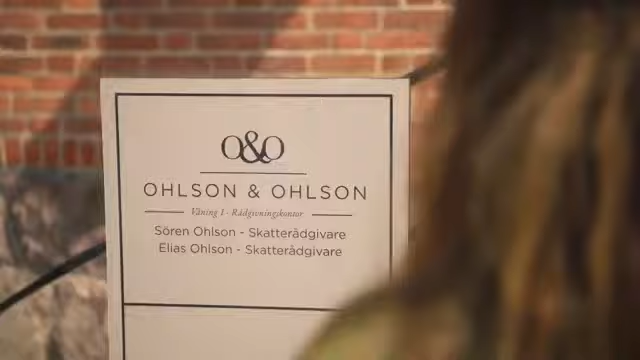 O&O
OHLSON & OHLSON
Våning 1 - Rådgivningskontor
Sören Ohlson - Skatterådgivare
Elias Ohlson - Skatterådgivare